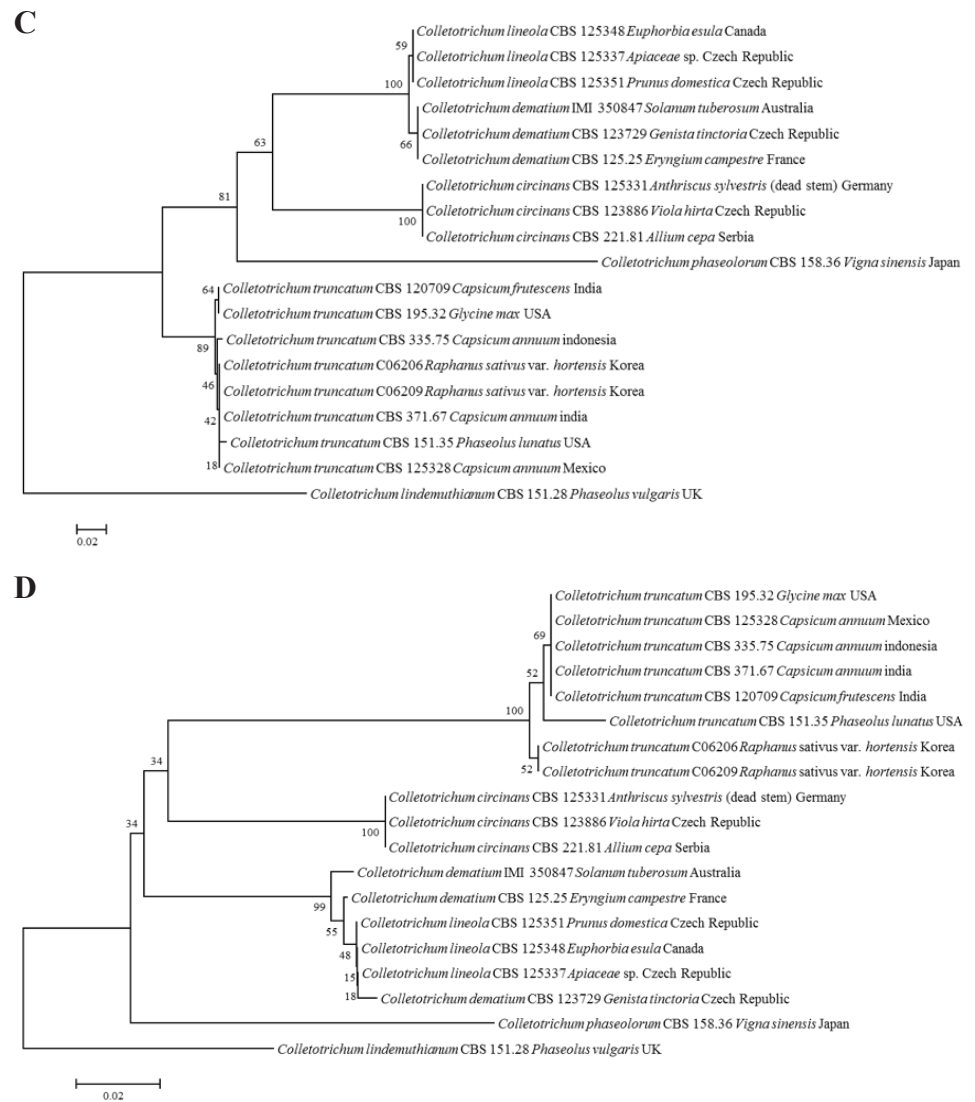 C
Colletotrichum lineola CBS 125348 Euphorbia esula Canada
59
Colletotrichum lineola CBS 125337 Apiaceae sp. Czech Republic
100
Colletotrichum lineola CBS 125351 Prunus domestica Czech Republic
Colletotrichum dematium IMI 350847 Solanum tuberosum Australia
Colletotrichum dematium CBS 123729 Genista tinctoria Czech Republic
63
66
Colletotrichum dematium CBS 125.25 Eryngium campestre France
Colletotrichum circinans CBS 125331 Anthriscus sylvestris (dead stem) Germany
81
Colletotrichum circinans CBS 123886 Viola hirta Czech Republic
100
Colletotrichum circinans CBS 221.81 Allium cepa Serbia
Colletotrichum phaseolorum CBS 158.36 Vigna sinensis Japan
64
Colletotrichum truncatum CBS 120709 Capsicum frutescens India
Colletotrichum truncatum CBS 195.32 Glycine max USA
Colletotrichum truncatum CBS 335.75 Capsicum annuum indonesia
89
Colletotrichum truncatum C06206 Raphanus sativus var. hortensis Korea
46
Colletotrichum truncatum C06209 Raphanus sativus var. hortensis Korea
Colletotrichum truncatum CBS 371.67 Capsicum annuum india
42
Colletotrichum truncatum CBS 151.35 Phaseolus lunatus USA
18
Colletotrichum truncatum CBS 125328 Capsicum annuum Mexico
Colletotrichum lindemuthianum CBS 151.28 Phaseolus vulgaris UK
0.02
D
Colletotrichum truncatum CBS 195.32 Glycine max USA
Colletotrichum truncatum CBS 125328 Capsicum annuum Mexico
69
Colletotrichum truncatum CBS 335.75 Capsicum annuum indonesia
52
Colletotrichum truncatum CBS 371.67 Capsicum annuum india
Colletotrichum truncatum CBS 120709 Capsicum frutescens India
100
Colletotrichum truncatum CBS 151.35 Phaseolus lunatus USA
Colletotrichum truncatum C06206 Raphanus sativus var. hortensis Korea
34
52
Colletotrichum truncatum C06209 Raphanus sativus var. hortensis Korea
Colletotrichum circinans CBS 125331 Anthriscus sylvestris (dead stem) Germany
34
Colletotrichum circinans CBS 123886 Viola hirta Czech Republic
100
Colletotrichum circinans CBS 221.81 Allium cepa Serbia
Colletotrichum dematium IMI 350847 Solanum tuberosum Australia
99
Colletotrichum dematium CBS 125.25 Eryngium campestre France
55
Colletotrichum lineola CBS 125351 Prunus domestica Czech Republic
48
Colletotrichum lineola CBS 125348 Euphorbia esula Canada
15
Colletotrichum lineola CBS 125337 Apiaceae sp. Czech Republic
18
Colletotrichum dematium CBS 123729 Genista tinctoria Czech Republic
Colletotrichum phaseolorum CBS 158.36 Vigna sinensis Japan
Colletotrichum lindemuthianum CBS 151.28 Phaseolus vulgaris UK
0.02